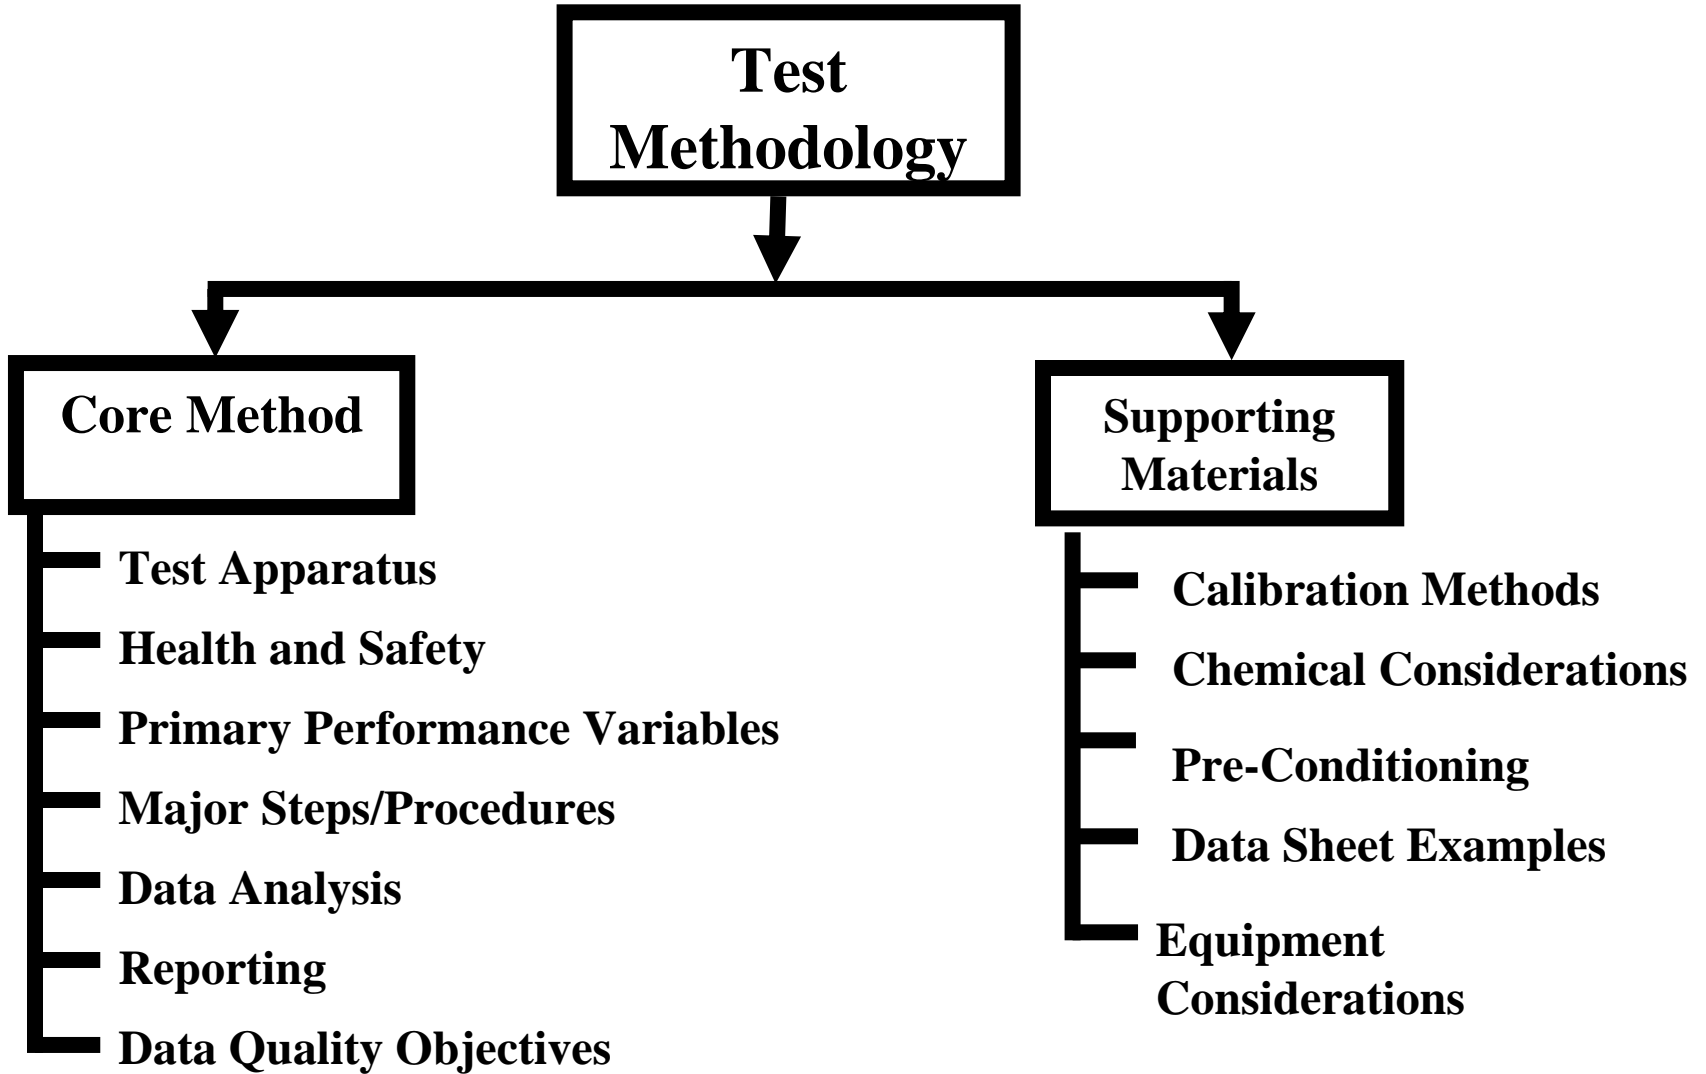 Test
Methodology
Core Method
Test Apparatus
Health and Safety
Primary Performance Variables
Major Steps/Procedures
Data Analysis
Reporting
Data Quality Objectives
Supporting
Materials
Calibration Methods
Chemical Considerations
Pre-Conditioning
Data Sheet Examples
Equipment
Considerations